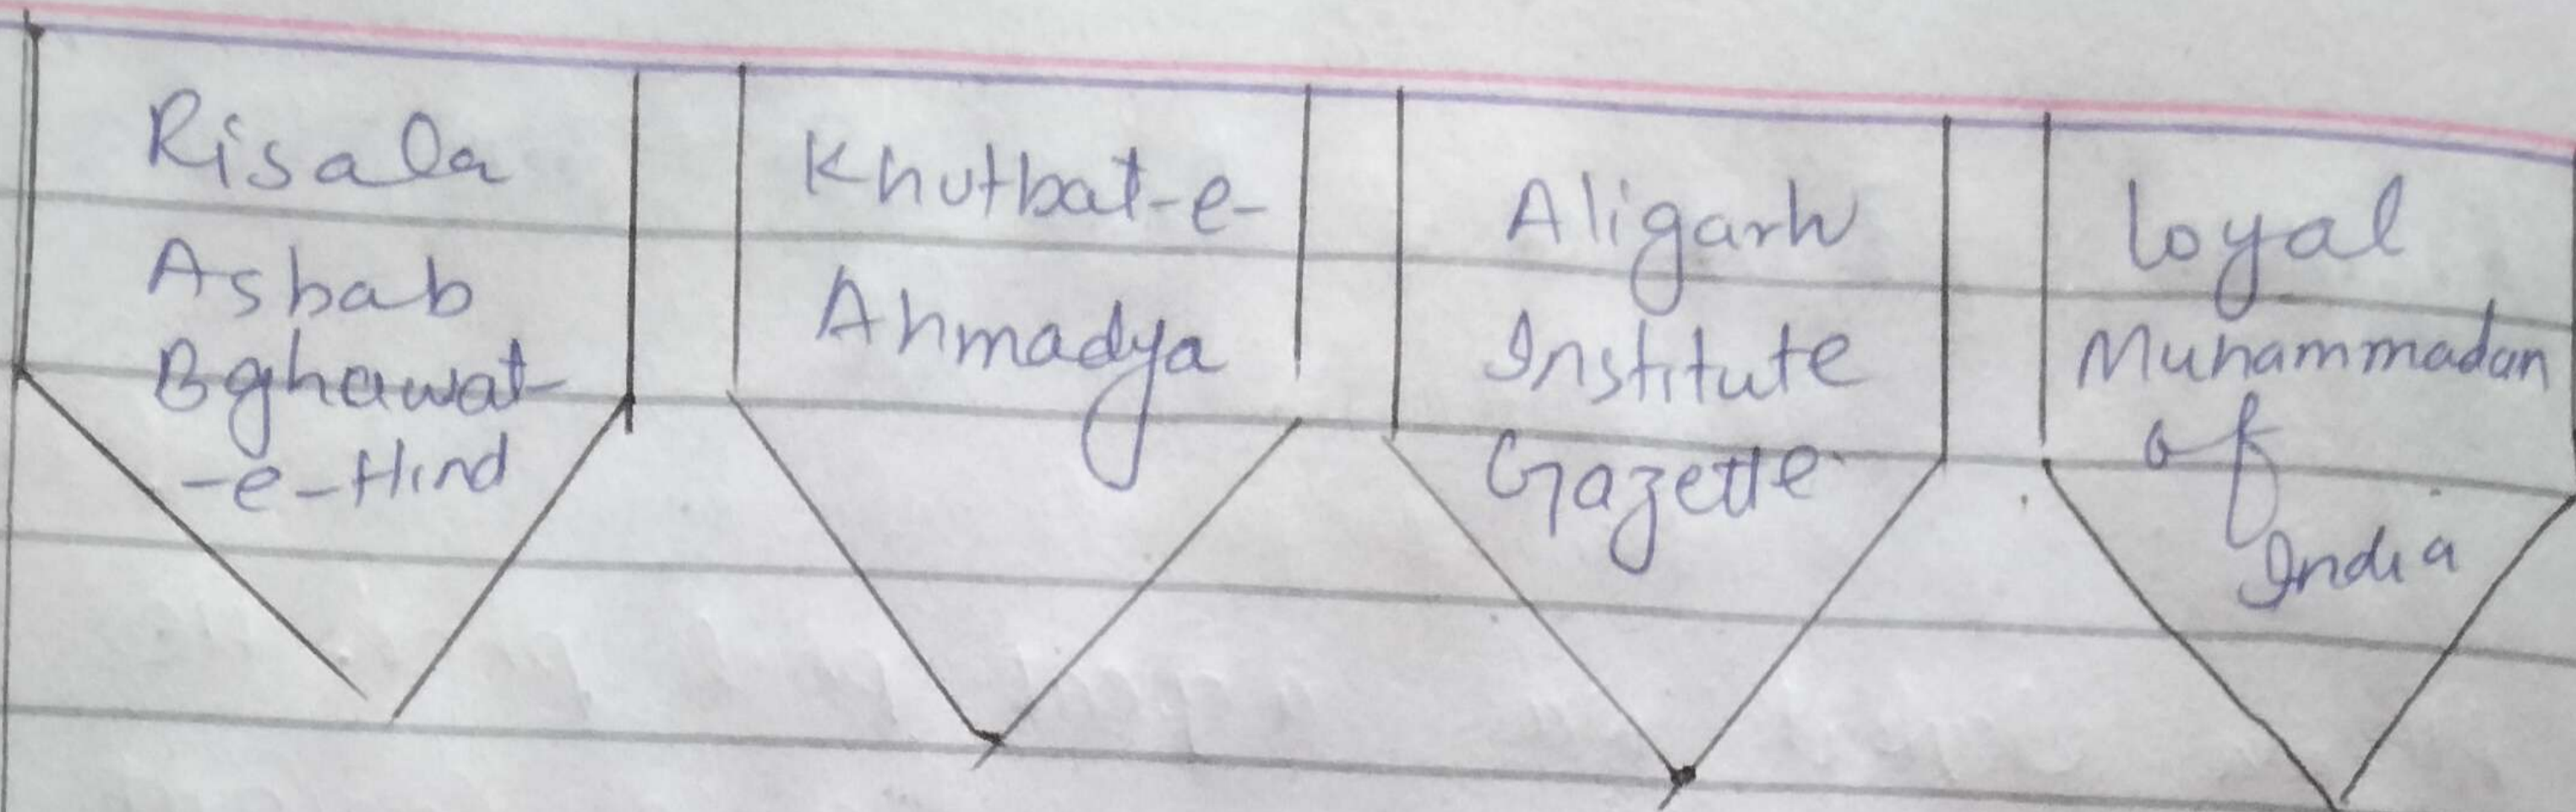 Risala
Asbab
Bghawat-
-e-Hind
Khutbat-e-
Ahmadya
Aligarh
Institute
Gazette
loyal
Muhammadan
of
India